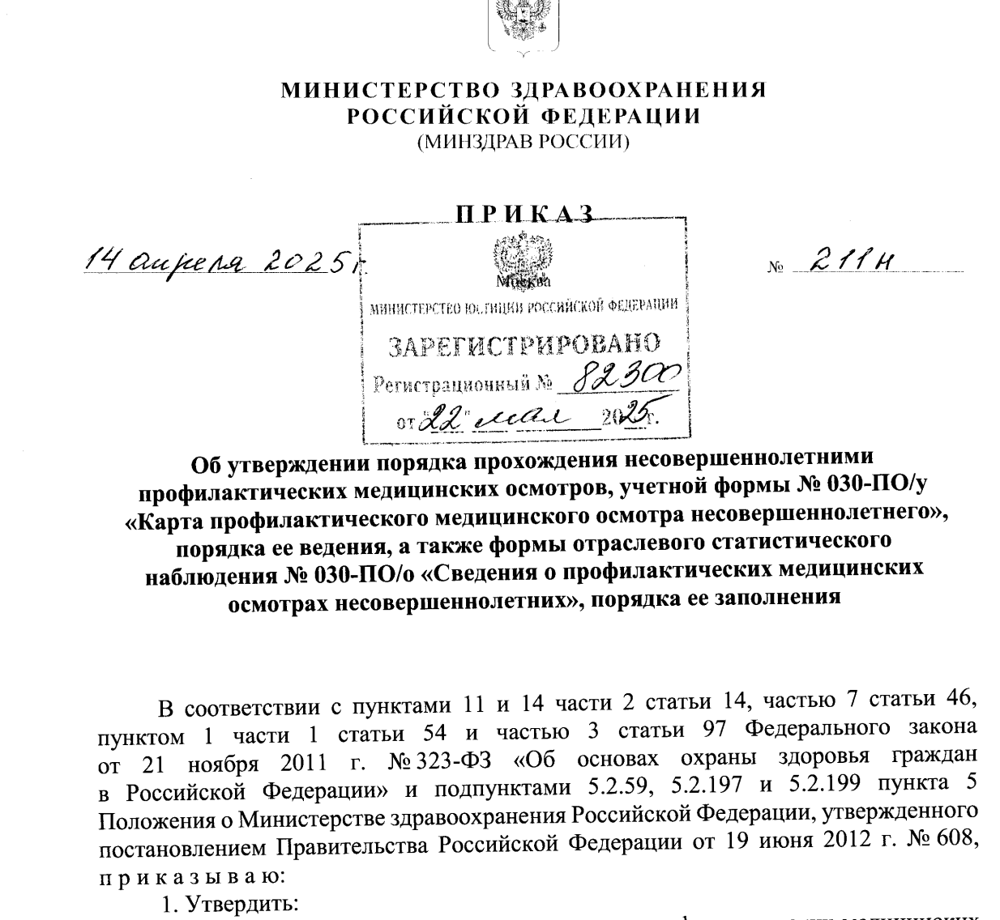 МИНИСТЕРСТВО ЗДРАВООХРАНЕНИЯ
РОССИЙСКОЙ ФЕДЕРАЦИИ
(МИНЗДРАВ РОССИИ)
ПРИКАЗ
14 апреля 2025 г.
№ 211н
Москва
МИНИСТЕРСТВО ЮСТИЦИИ РОССИЙСКОЙ ФЕДЕРАЦИИ
ЗАРЕГИСТРИРОВАНО
Регистрационный № 82300
от "22" мая 2025г.
Об утверждении порядка прохождения несовершеннолетними
профилактических медицинских осмотров, учетной формы № 030-ПО/у
«Карта профилактического медицинского осмотра несовершеннолетнего»,
порядка ее ведения, а также формы отраслевого статистического
наблюдения № 030-ПО/о «Сведения о профилактических медицинских
осмотрах несовершеннолетних», порядка ее заполнения
В соответствии с пунктами 11 и 14 части 2 статьи 14, частью 7 статьи 46,
пунктом 1 части 1 статьи 54 и частью 3 статьи 97 Федерального закона
от 21 ноября 2011 г. № 323-ФЗ «Об основах охраны здоровья граждан
в Российской Федерации» и подпунктами 5.2.59, 5.2.197 и 5.2.199 пункта 5
Положения о Министерстве здравоохранения Российской Федерации, утвержденного
постановлением Правительства Российской Федерации от 19 июня 2012 г. № 608,
п р и к а з ы в а ю:
1. Утвердить: